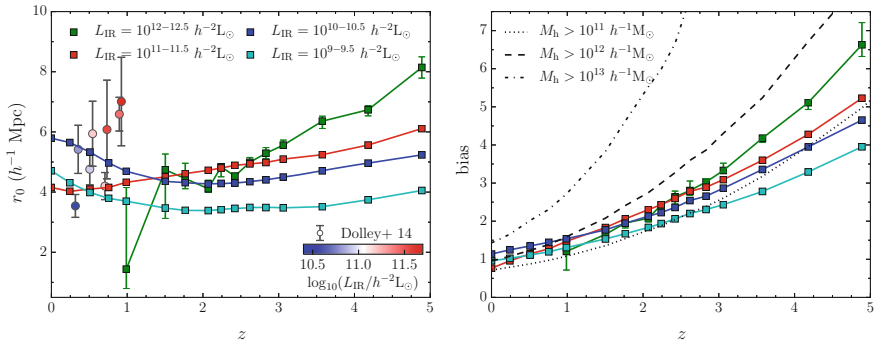 L_IR = 10^{12−12.5} h^{−2}L_⊙
L_IR = 10^{11−11.5} h^{−2}L_⊙
L_IR = 10^{10−10.5} h^{−2}L_⊙
L_IR = 10^{9−9.5} h^{−2}L_⊙
10
8
6
4
2
r_0 (h^{−1} Mpc)
Dolley+ 14
10.5 11.0 11.5
log_{10}(L_IR/h^{−2}L_⊙)
0 1 2 3 4 5
z
M_h > 10^{11} h^{−1}M_⊙
M_h > 10^{12} h^{−1}M_⊙
M_h > 10^{13} h^{−1}M_⊙
7
6
5
4
3
2
1
0
bias
0 1 2 3 4 5
z